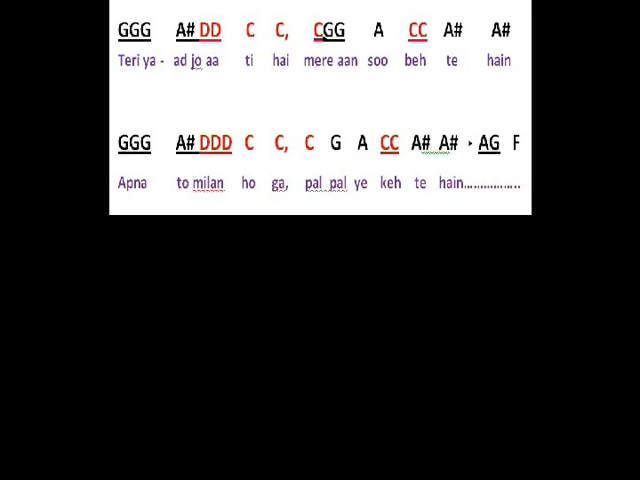 GGG A# DD C C, CGG A CC A# A#
Teri ya - ad jo aa ti hai mere aan soo beh te hain
GGG A# DDD C C, C G A CC A# A# ‣ AG F
Apna to milan ho ga, pal pal ye keh te hain...............